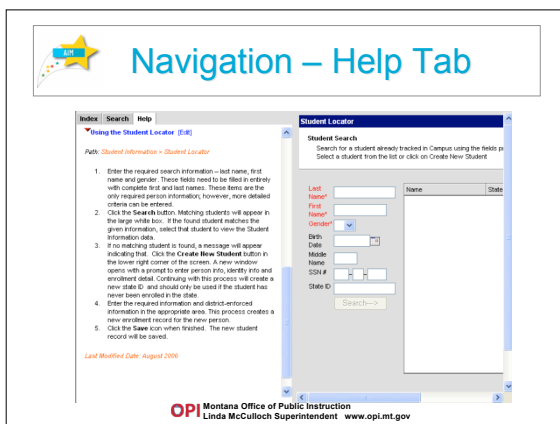 AIM
Navigation – Help Tab
Index Search Help
Using the Student Locator [Edit]
Path: Student Information > Student Locator
1. Enter the required search information – last name, first
name and gender. These fields need to be filled in entirely
with complete first and last names. These items are the
only required person information; however, more detailed
criteria can be entered.
2. Click the Search button. Matching students will appear in
the large white box. If the found student matches the
given information, select that student to view the Student
Information data.
3. If no matching student is found, a message will appear
indicating that. Click the Create New Student button in
the lower right corner of the screen. A new window
opens with a prompt to enter person info, identity info and
enrollment detail. Continuing with this process will create a
new state ID and should only be used if the student has
never been enrolled in the state.
4. Enter the required information and district-enforced
information in the appropriate area. This process creates a
new enrollment record for the new person.
5. Click the Save icon when finished. The new student
record will be saved.
Last Modified Date: August 2006
Student Locator
Student Search
Search for a student already tracked in Campus using the fields p
Select a student from the list or click on Create New Student
Last
Name*
First
Name*
Gender*
Birth
Date
Middle
Name
SSN # - -
State ID
Search-->
Name State
OPI Montana Office of Public Instruction
Linda McCulloch Superintendent www.opi.mt.gov